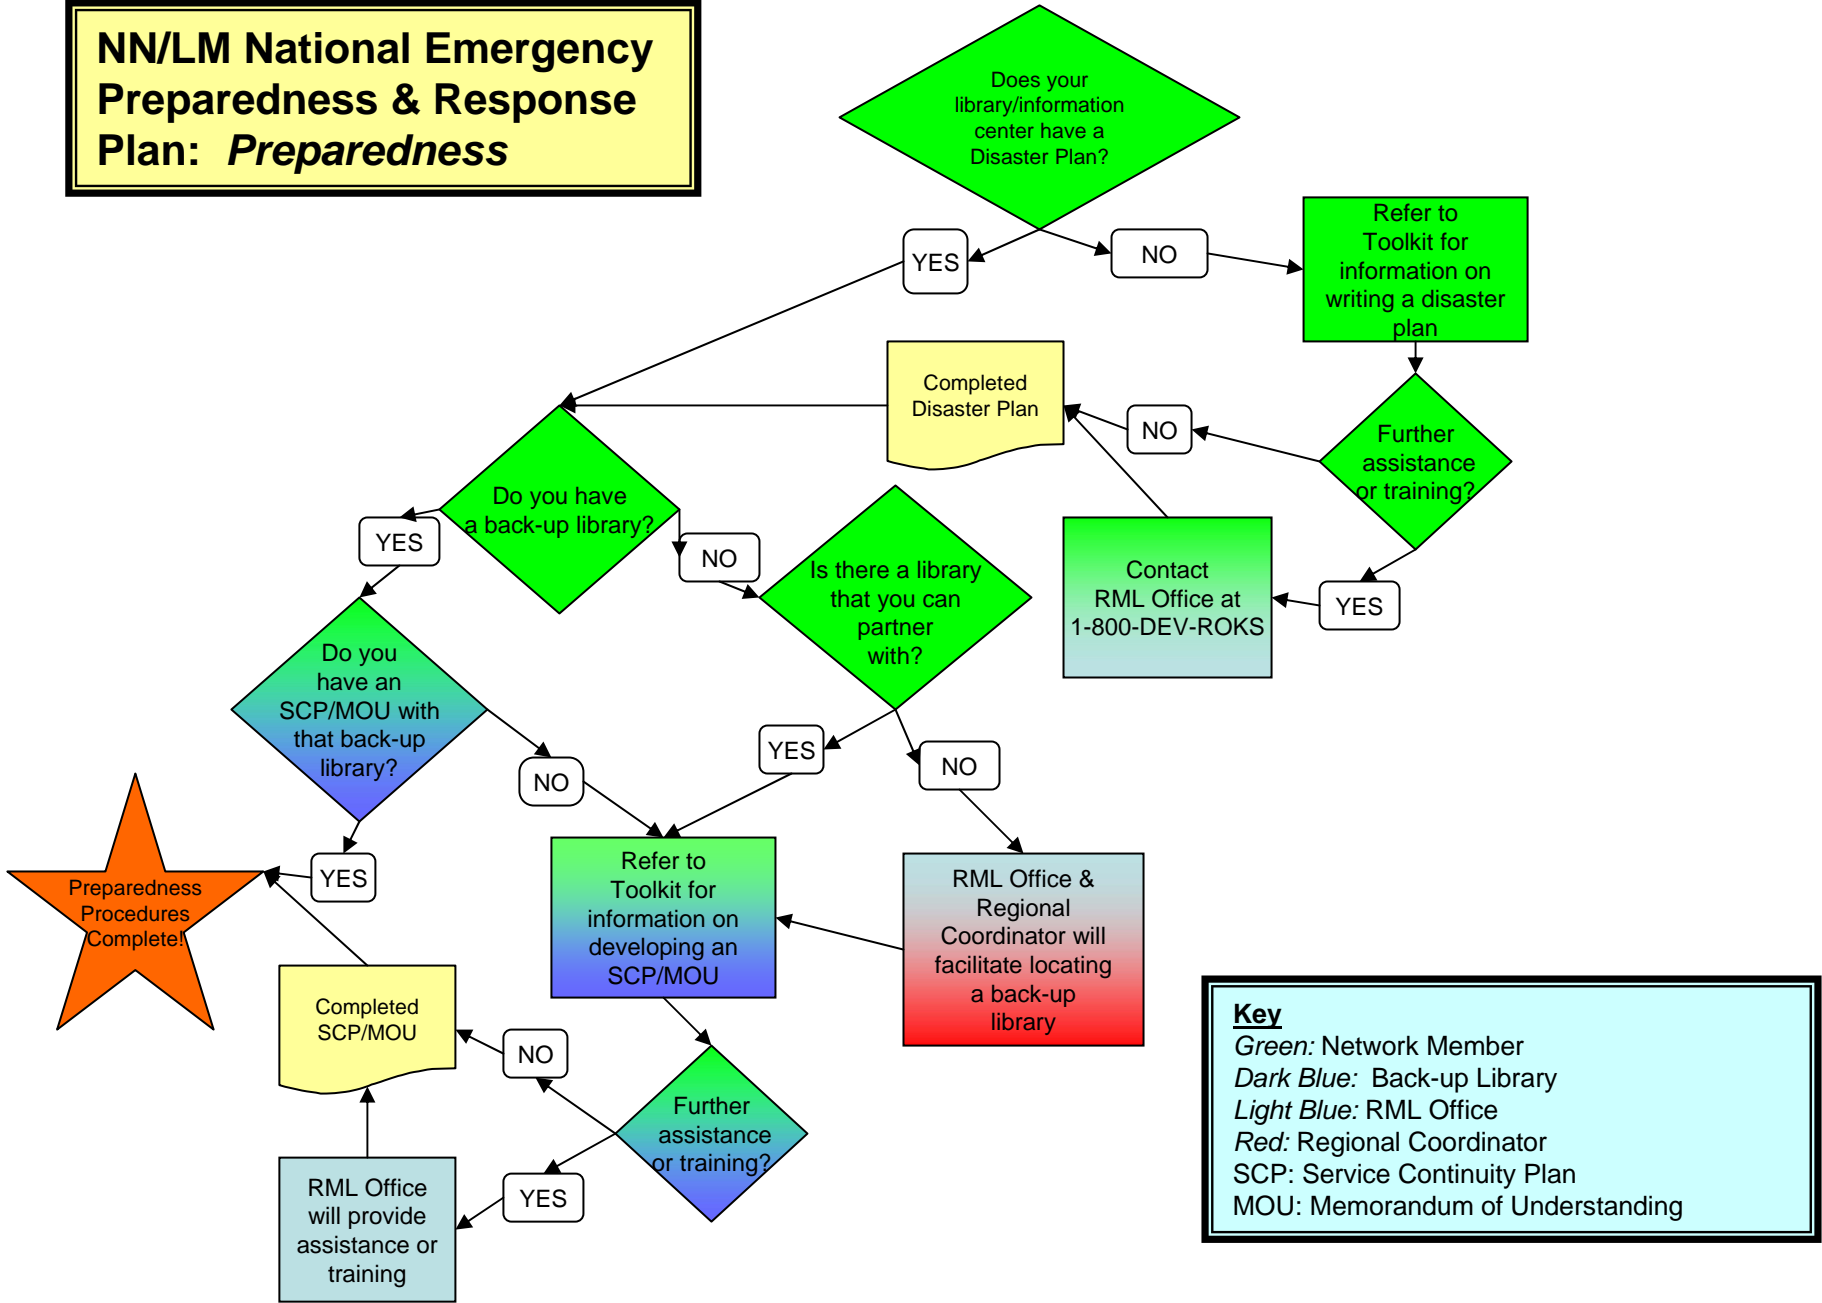 NN/LM National Emergency
Preparedness & Response
Plan: Preparedness
Does your
library/information
center have a
Disaster Plan?
YES
NO
Refer to
Toolkit for
information on
writing a disaster
plan
Completed
Disaster Plan
NO
Further
assistance
or training?
Do you have
a back-up library?
YES
NO
Is there a library
that you can
partner
with?
Contact
RML Office at
1-800-DEV-ROKS
YES
Do you
have an
SCP/MOU with
that back-up
library?
NO
YES
NO
YES
Preparedness
Procedures
Complete!
Refer to
Toolkit for
information on
developing an
SCP/MOU
RML Office &
Regional
Coordinator will
facilitate locating
a back-up
library
Completed
SCP/MOU
NO
Further
assistance
or training?
YES
RML Office
will provide
assistance or
training
Key
Green: Network Member
Dark Blue: Back-up Library
Light Blue: RML Office
Red: Regional Coordinator
SCP: Service Continuity Plan
MOU: Memorandum of Understanding